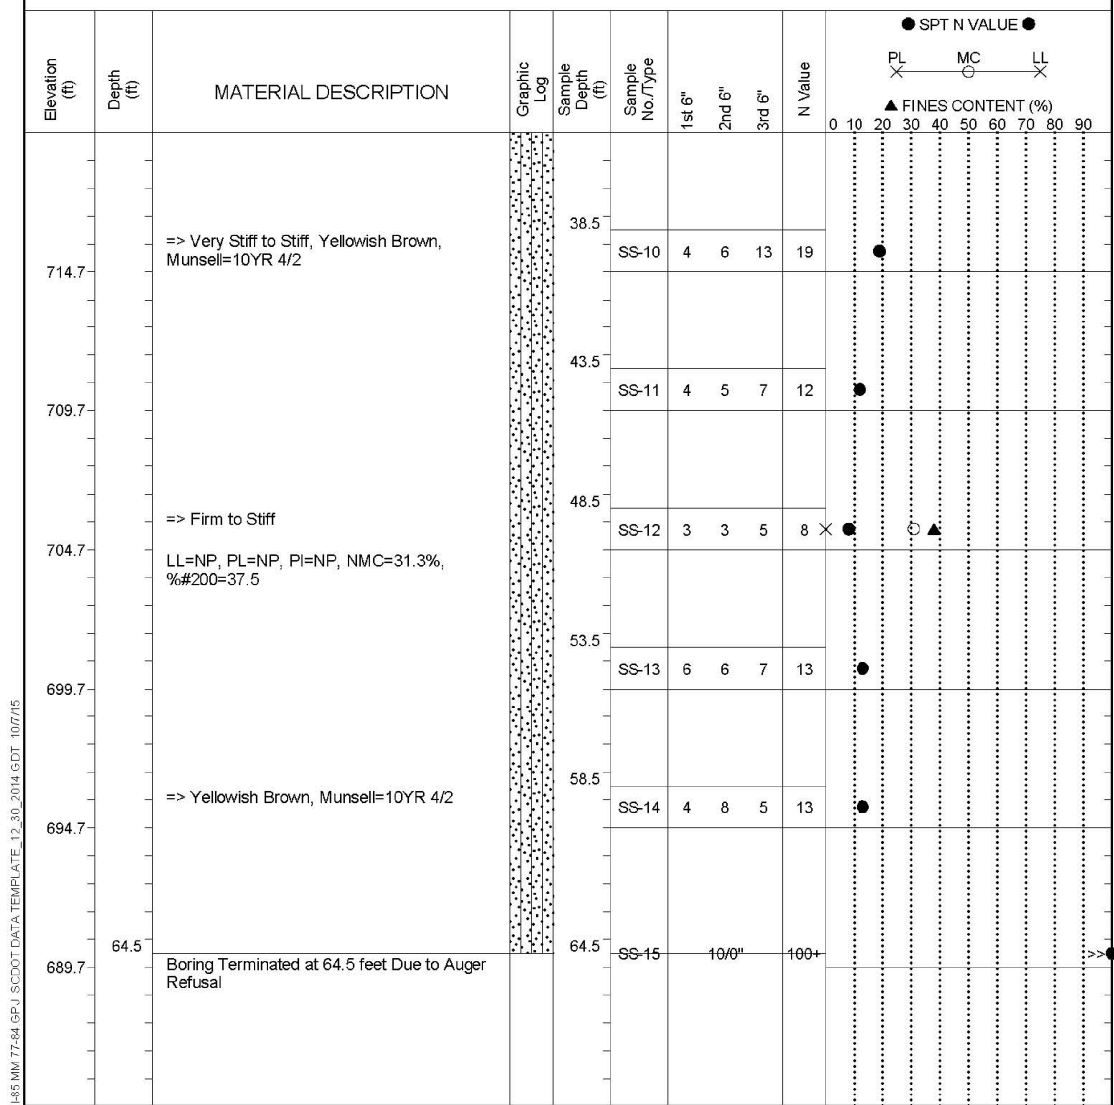 ● SPT N VALUE ●
PL MC LL
▲ FINES CONTENT (%)
0 10 20 30 40 50 60 70 80 90
Elevation (ft)
Depth (ft)
MATERIAL DESCRIPTION
Graphic Log
Sample Depth (ft)
Sample No./Type
1st 6"
2nd 6"
3rd 6"
N Value
38.5
=> Very Stiff to Stiff, Yellowish Brown,
Munsell=10YR 4/2
SS-10 4 6 13 19
714.7
43.5
SS-11 4 5 7 12
709.7
48.5
=> Firm to Stiff
SS-12 3 3 5 8
704.7
LL=NP, PL=NP, PI=NP, NMC=31.3%,
%#200=37.5
53.5
SS-13 6 6 7 13
699.7
58.5
=> Yellowish Brown, Munsell=10YR 4/2
SS-14 4 8 5 13
694.7
64.5 64.5
SS-15 10/0" 100+ >>
689.7
Boring Terminated at 64.5 feet Due to Auger
Refusal
I-85 MM 77-84.GPJ SCDOT DATA TEMPLATE_12_30_2014.GDT 10/7/15